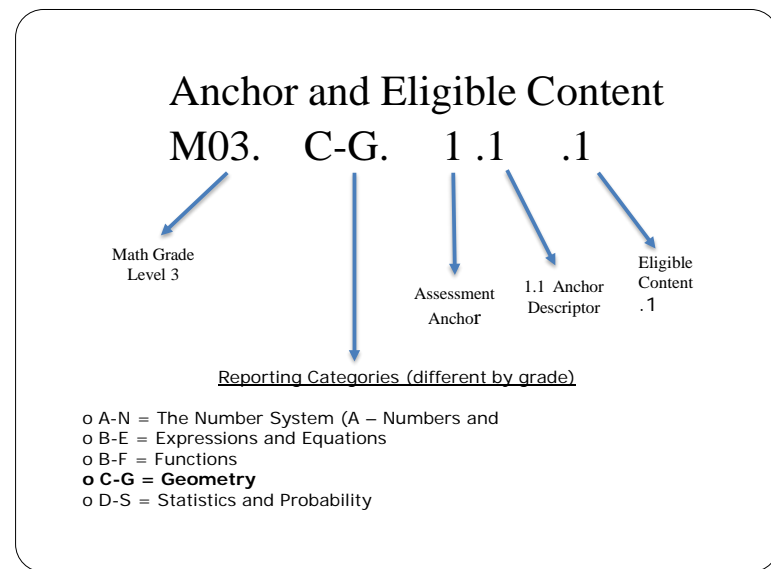 Anchor and Eligible Content
M03. C-G. 1 .1 .1
Math Grade
Level 3
Assessment
Anchor
1.1 Anchor
Descriptor
Eligible
Content
.1
Reporting Categories (different by grade)
o A-N = The Number System (A – Numbers and
o B-E = Expressions and Equations
o B-F = Functions
o C-G = Geometry
o D-S = Statistics and Probability